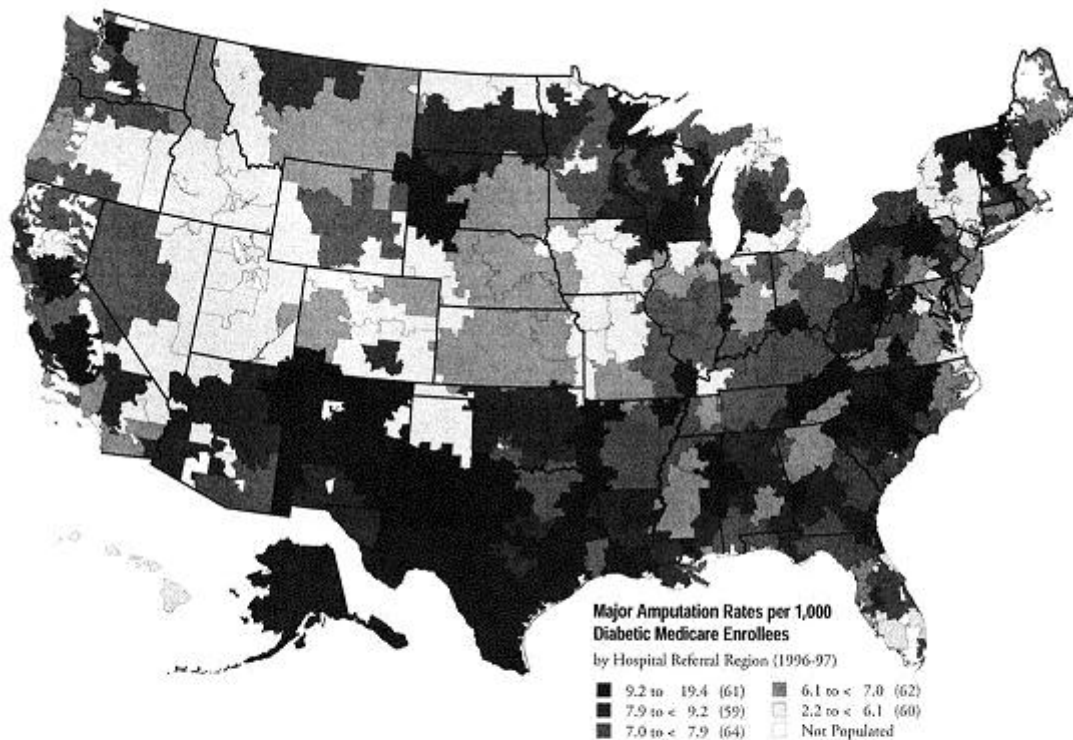 Major Amputation Rates per 1,000
Diabetic Medicare Enrollees
by Hospital Referral Region (1996-97)
9.2 to 19.4 (61)
7.9 to < 9.2 (59)
7.0 to < 7.9 (64)
6.1 to < 7.0 (62)
2.2 to < 6.1 (60)
Not Populated